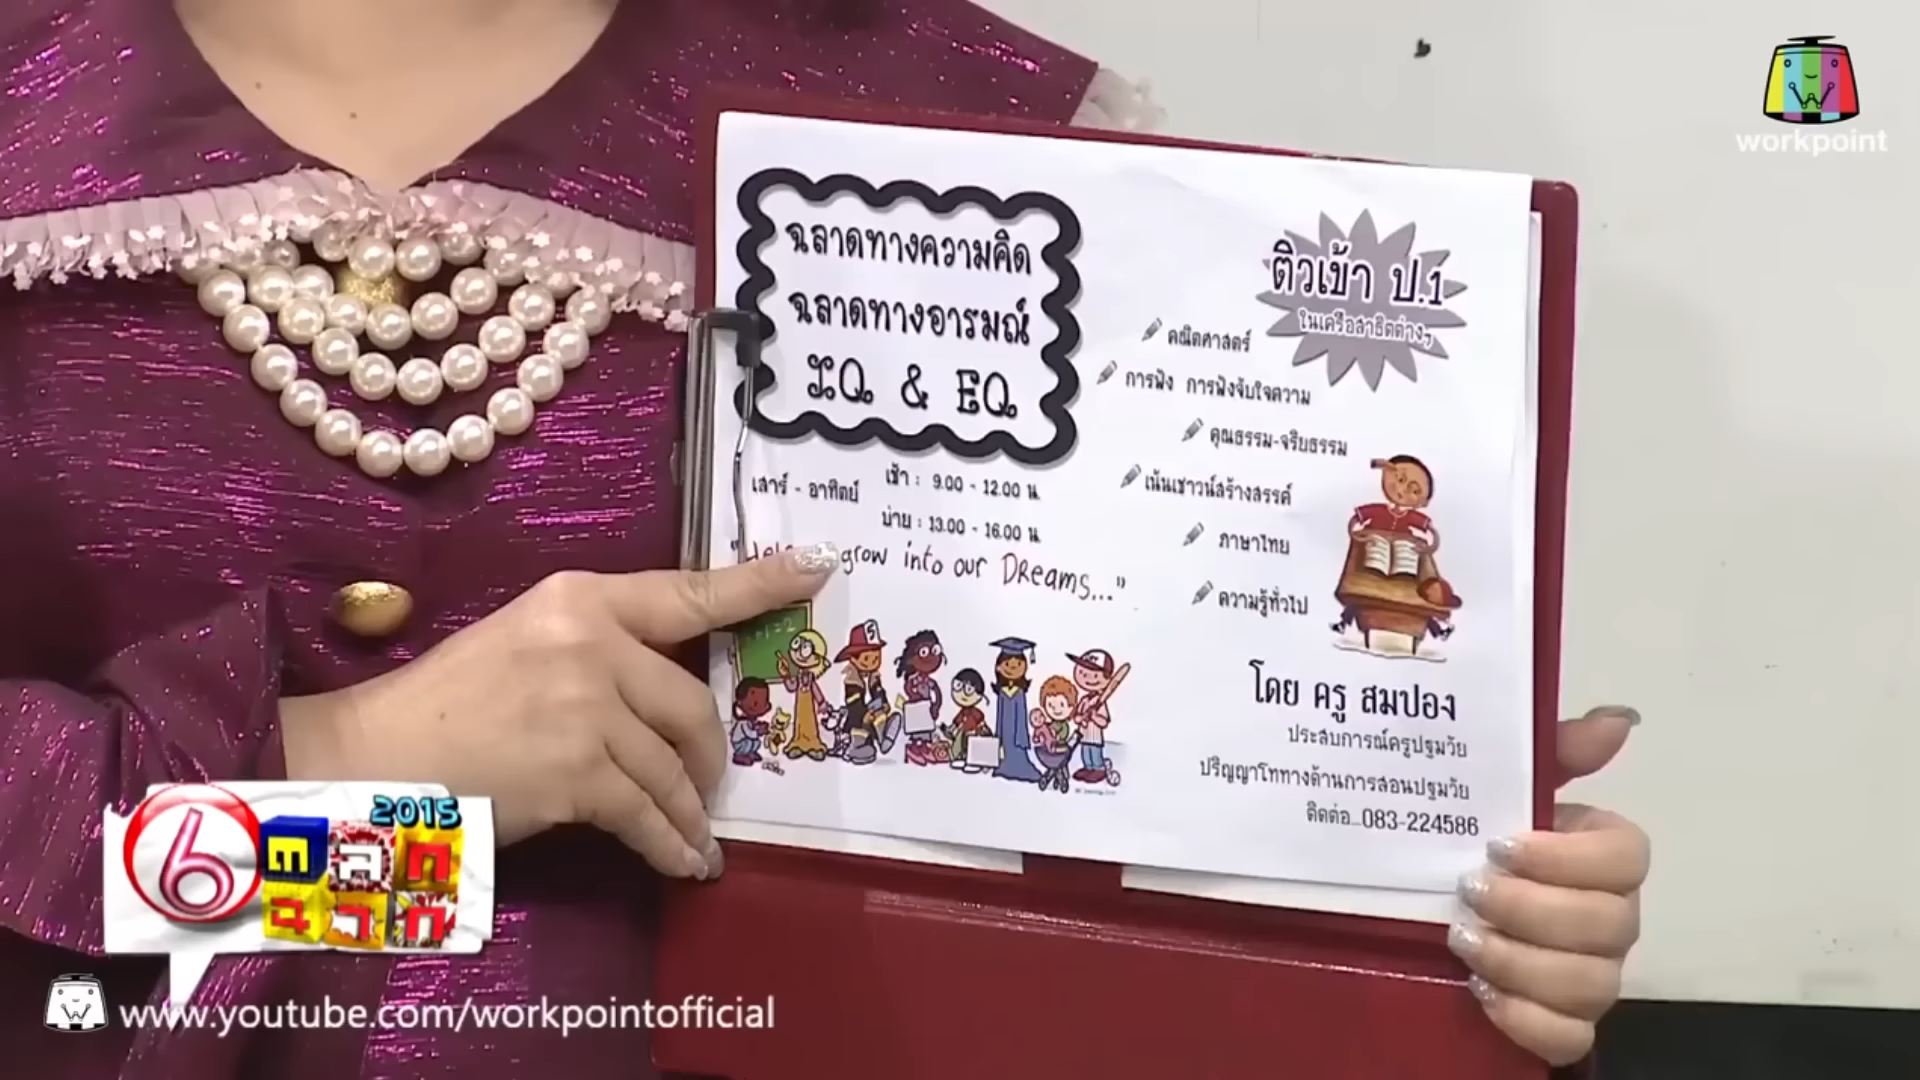 workpoint
ฉลาดทางความคิด
ฉลาดทางอารมณ์
IQ & EQ
ติวเข้า ป.1
ในเครือสาธิตต่างๆ
คณิตศาสตร์
การฟัง การฟังจับใจความ
คุณธรรม-จริยธรรม
เน้นเชาวน์สร้างสรรค์
ภาษาไทย
ความรู้ทั่วไป
เสาร์ - อาทิตย์
เช้า : 9.00 - 12.00 น.
บ่าย : 13.00 - 16.00 น.
grow into our DReams..."
โดย ครู สมปอง
ประสบการณ์ครูปฐมวัย
ปริญญาโททางด้านการสอนปฐมวัย
ติดต่อ...083-224586
2015
6 ตลก
ฉาก
www.youtube.com/workpointofficial